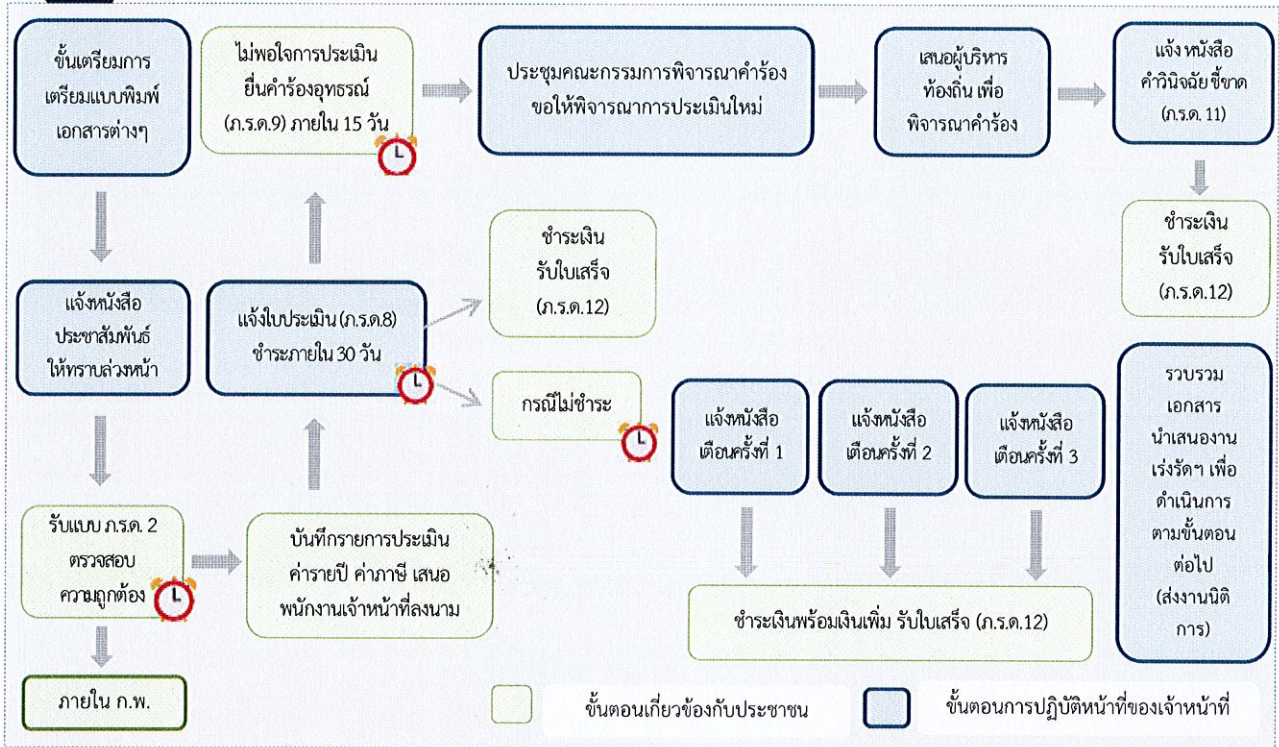 ขั้นเตรียมการ
เตรียมแบบพิมพ์
เอกสารต่างๆ
ไม่พอใจการประเมิน
ยื่นคำร้องอุทธรณ์
(ภ.ร.ด.9) ภายใน 15 วัน
ประชุมคณะกรรมการพิจารณาคำร้อง
ขอให้พิจารณาการประเมินใหม่
เสนอผู้บริหาร
ท้องถิ่น เพื่อ
พิจารณาคำร้อง
แจ้ง หนังสือ
คำวินิจฉัย ชี้ขาด
(ภ.ร.ด. 11)
ชำระเงิน
รับใบเสร็จ
(ภ.ร.ด.12)
แจ้งหนังสือ
ประชาสัมพันธ์
ให้ทราบล่วงหน้า
แจ้งใบประเมิน (ภ.ร.ด.8)
ชำระภายใน 30 วัน
ชำระเงิน
รับใบเสร็จ
(ภ.ร.ด.12)
กรณีไม่ชำระ
แจ้งหนังสือ
เตือนครั้งที่ 1
แจ้งหนังสือ
เตือนครั้งที่ 2
แจ้งหนังสือ
เตือนครั้งที่ 3
รวบรวม
เอกสาร
นำเสนองาน
เร่งรัดฯ เพื่อ
ดำเนินการ
ตามขั้นตอน
ต่อไป
(ส่งงานนิติ
การ)
รับแบบ ภ.ร.ด. 2
ตรวจสอบ
ความถูกต้อง
บันทึกรายการประเมิน
ค่ารายปี ค่าภาษี เสนอ
พนักงานเจ้าหน้าที่ลงนาม
ชำระเงินพร้อมเงินเพิ่ม รับใบเสร็จ (ภ.ร.ด.12)
ภายใน ก.พ.
ขั้นตอนเกี่ยวข้องกับประชาชน
ขั้นตอนการปฏิบัติหน้าที่ของเจ้าหน้าที่